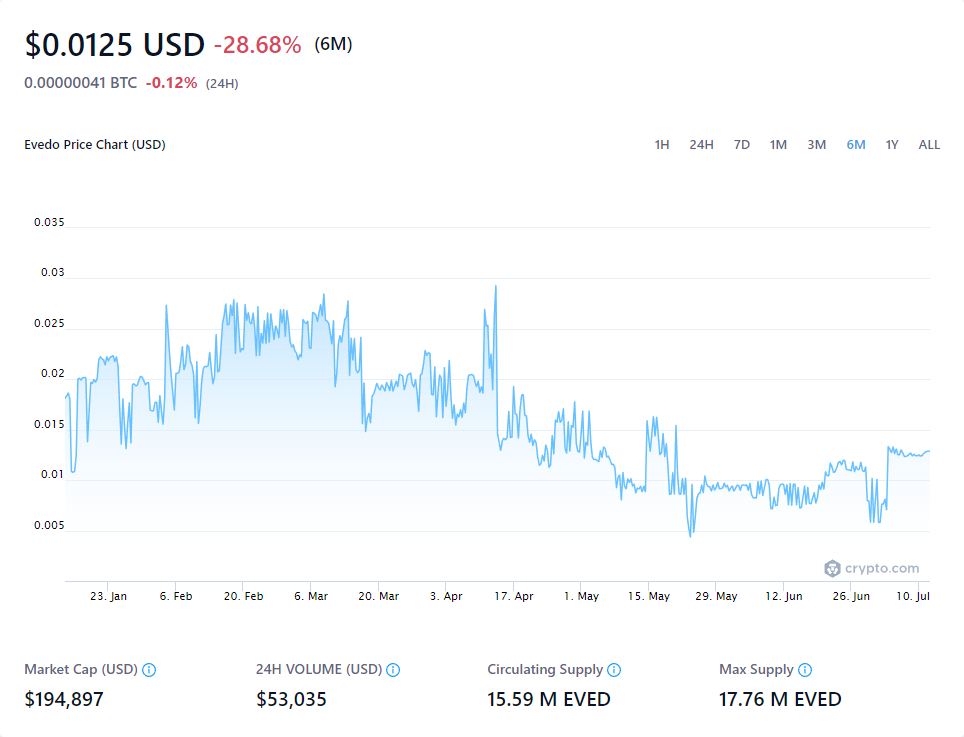 $0.0125 USD -28.68% (6M)
0.00000041 BTC -0.12% (24H)
Evedo Price Chart (USD) 1H 24H 7D 1M 3M 6M 1Y ALL
0.035
0.03
0.025
0.02
0.015
0.01
0.005
crypto.com
23. Jan 6. Feb 20. Feb 6. Mar 20. Mar 3. Apr 17. Apr 1. May 15. May 29. May 12. Jun 26. Jun 10. Jul
Market Cap (USD) 24H VOLUME (USD) Circulating Supply Max Supply
$194,897 $53,035 15.59 M EVED 17.76 M EVED